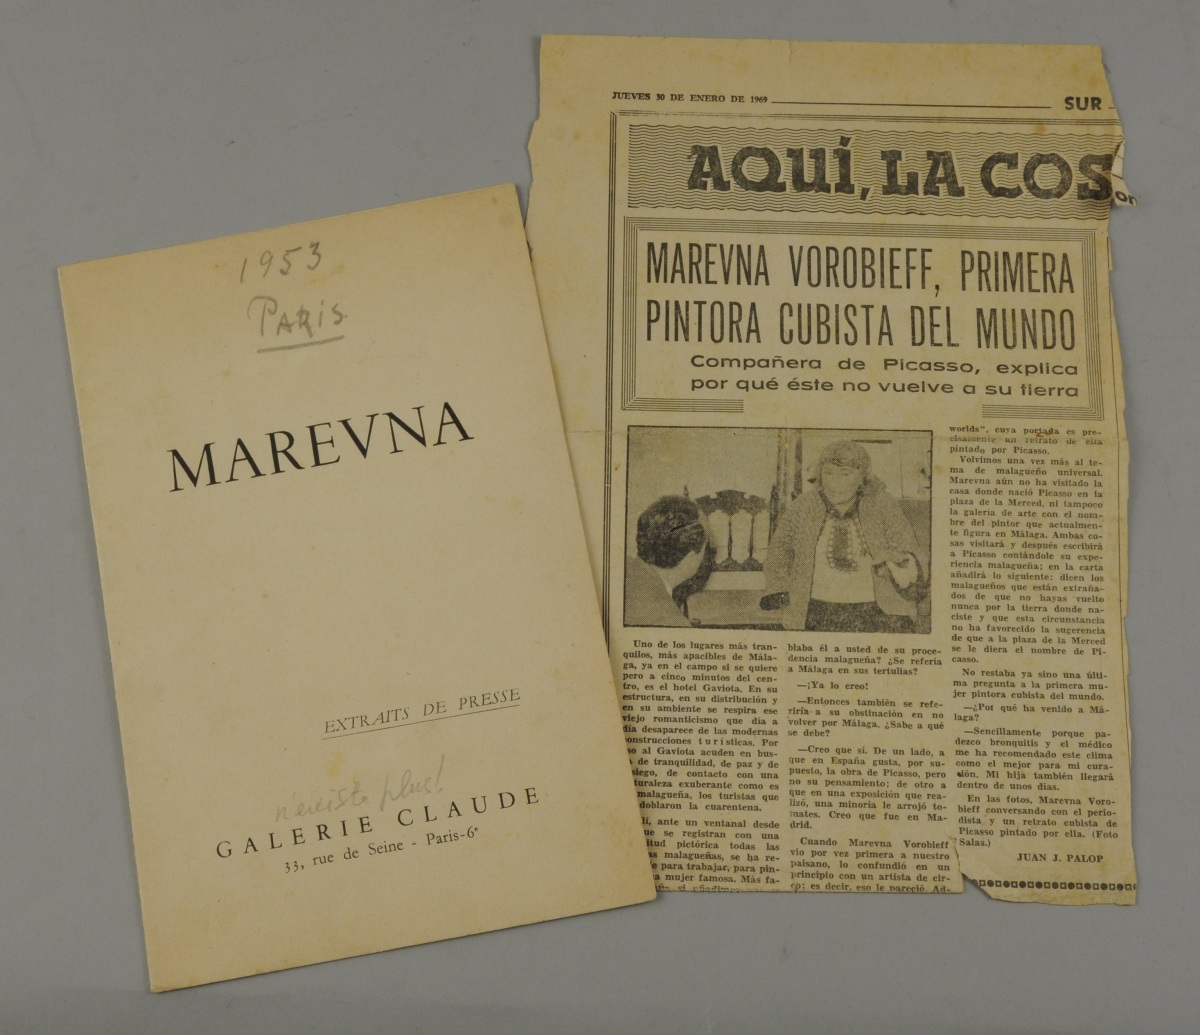 1953
PARIS
MAREVNA
EXTRAITS DE PRESSE
n'existe plus!
GALERIE CLAUDE
33, rue de Seine - Paris-6e
JUEVES 30 DE ENERO DE 1969
SUR
AQUÍ, LA COS
MAREVNA VOROBIEFF, PRIMERA
PINTORA CUBISTA DEL MUNDO
Compañera de Picasso, explica
por qué éste no vuelve a su tierra
Uno de los lugares más tran-
quilos, más apacibles de Mála-
ga, ya en el campo si se quiere
pero a cinco minutos del cen-
tro, es el hotel Gaviota. En su
estructura, en su distribución y
en su ambiente se respira ese
viejo romanticismo que día a
día desaparece de las modernas
onstrucciones turísticas. Por
so al Gaviota acuden en bus-
de tranquilidad, de paz y de
siego, de contacto con una
turaleza exuberante como es
malagueña, los turistas que
doblaron la cuarentena.
lí, ante un ventanal desde
ue se registran con una
itud pictórica todas las
as malagueñas, se ha re-
o para trabajar, para pin-
a mujer famosa. Más fa-
si añadimos
blaba él a usted de su proce-
dencia malagueña? ¿Se refería
a Málaga en sus tertulias?
—¡Ya lo creo!
—Entonces también se refe-
riría a su obstinación en no
volver por Málaga. ¿Sabe a qué
se debe?
—Creo que sí. De un lado, a
que en España gusta, por su-
puesto, la obra de Picasso, pero
no su pensamiento; de otro a
que en una exposición que rea-
lizó, una minoría le arrojó to-
mates. Creo que fue en Ma-
drid.
Cuando Marevna Vorobieff
vio por vez primera a nuestro
paisano, lo confundió en un
principio con un artista de cir-
co; es decir, eso le pareció. Ad-
worlds", cuya portada es pre-
cisamente un retrato de ella
pintado por Picasso.
Volvimos una vez más al te-
ma de malagueño universal.
Marevna aún no ha visitado la
casa donde nació Picasso en la
plaza de la Merced, ni tampoco
la galería de arte con el nom-
bre del pintor que actualmen-
te figura en Málaga. Ambas co-
sas visitará y después escribirá
a Picasso contándole su expe-
riencia malagueña; en la carta
añadirá lo siguiente: dicen los
malagueños que están extraña-
dos de que no hayas vuelto
nunca por la tierra donde na-
ciste y que esta circunstancia
no ha favorecido la sugerencia
de que a la plaza de la Merced
se le diera el nombre de Pi-
casso.
No restaba ya sino una últi-
ma pregunta a la primera mu-
jer pintora cubista del mundo.
—¿Por qué ha venido a Má-
laga?
—Sencillamente porque pa-
dezco bronquitis y el médico
me ha recomendado este clima
como el mejor para mi cura-
ción. Mi hija también llegará
dentro de unos días.
En las fotos, Marevna Voro-
bieff conversando con el perio-
dista y un retrato cubista de
Picasso pintado por ella. (Foto
Salas.)
JUAN J. PALOP